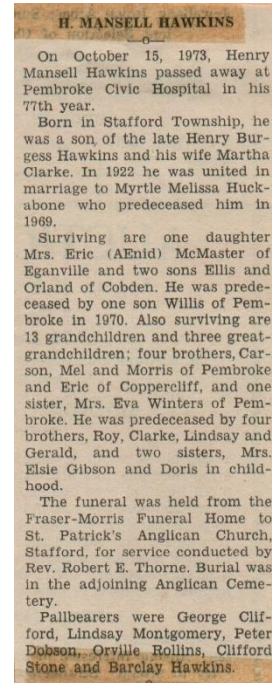 H. MANSELL HAWKINS
On October 15, 1973, Henry
Mansell Hawkins passed away at
Pembroke Civic Hospital in his
77th year.
Born in Stafford Township, he
was a son of the late Henry Bur-
gess Hawkins and his wife Martha
Clarke. In 1922 he was united in
marriage to Myrtle Melissa Huck-
abone who predeceased him in
1969.
Surviving are one daughter
Mrs. Eric (AEnid) McMaster of
Eganville and two sons Ellis and
Orland of Cobden. He was prede-
ceased by one son Willis of Pem-
broke in 1970. Also surviving are
13 grandchildren and three great-
grandchildren; four brothers, Car-
son, Mel and Morris of Pembroke
and Eric of Coppercliff, and one
sister, Mrs. Eva Winters of Pem-
broke. He was predeceased by four
brothers, Roy, Clarke, Lindsay and
Gerald, and two sisters, Mrs.
Elsie Gibson and Doris in child-
hood.
The funeral was held from the
Fraser-Morris Funeral Home to
St. Patrick's Anglican Church,
Stafford, for service conducted by
Rev. Robert E. Thorne. Burial was
in the adjoining Anglican Ceme-
tery.
Pallbearers were George Clif-
ford, Lindsay Montgomery, Peter
Dobson, Orville Rollins, Clifford
Stone and Barclay Hawkins.